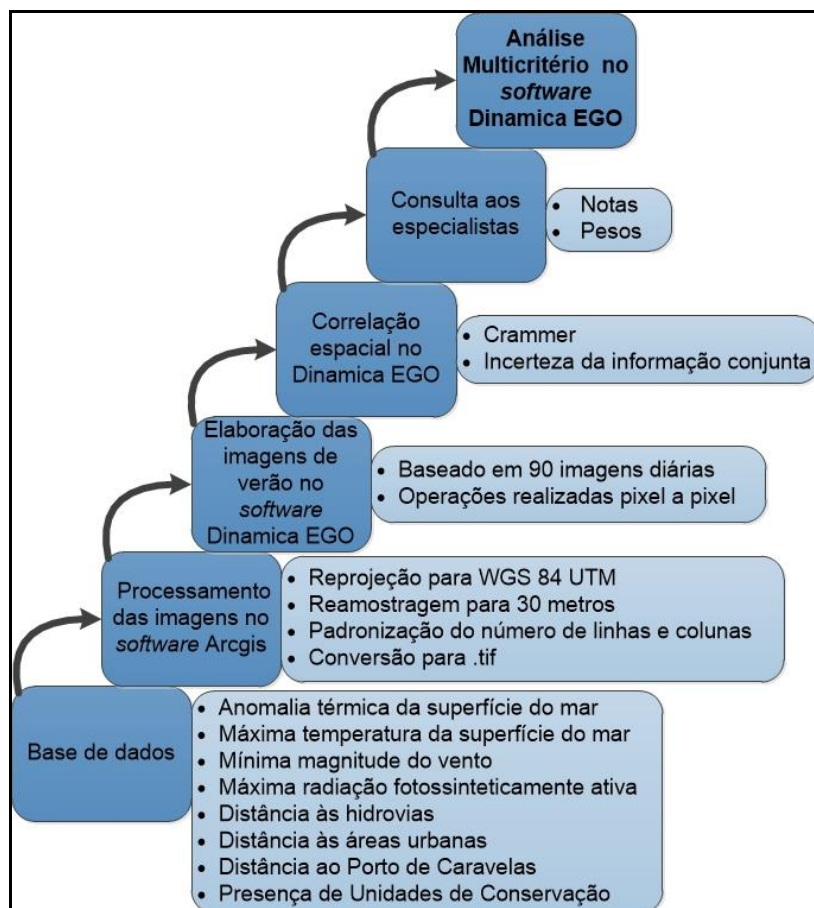 Análise
Multicritério no
software
Dinamica EGO
Consulta aos
especialistas
• Notas
• Pesos
Correlação
espacial no
Dinamica EGO
• Crammer
• Incerteza da informação conjunta
Elaboração das
imagens de
verão no
software
Dinamica EGO
• Baseado em 90 imagens diárias
• Operações realizadas pixel a pixel
Processamento
das imagens no
software Arcgis
• Reprojeção para WGS 84 UTM
• Reamostragem para 30 metros
• Padronização do número de linhas e colunas
• Conversão para .tif
Base de dados
• Anomalia térmica da superfície do mar
• Máxima temperatura da superfície do mar
• Mínima magnitude do vento
• Máxima radiação fotossinteticamente ativa
• Distância às hidrovias
• Distância às áreas urbanas
• Distância ao Porto de Caravelas
• Presença de Unidades de Conservação